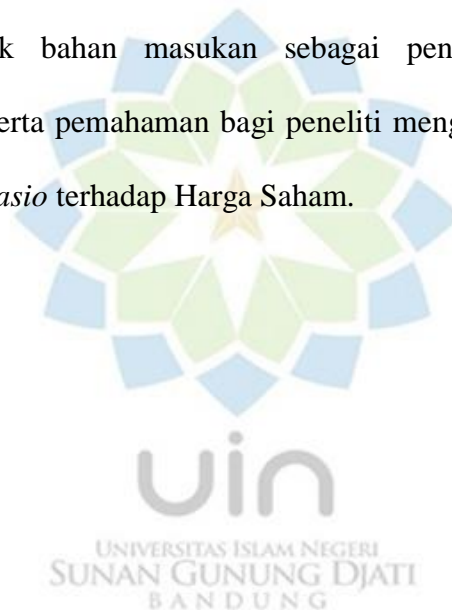 k bahan masukan sebagai pen
erta pemahaman bagi peneliti meng
asio terhadap Harga Saham.
uin
UNIVERSITAS ISLAM NEGERI
SUNAN GUNUNG DJATI
BANDUNG